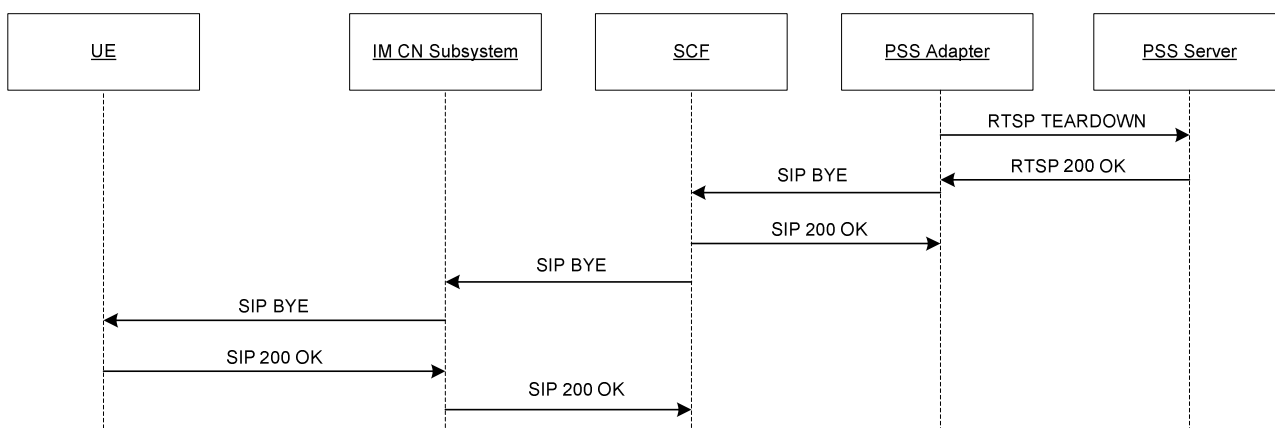 UE
IM CN Subsystem
SCF
PSS Adapter
PSS Server
RTSP TEARDOWN
RTSP 200 OK
SIP BYE
SIP 200 OK
SIP BYE
SIP BYE
SIP 200 OK
SIP 200 OK